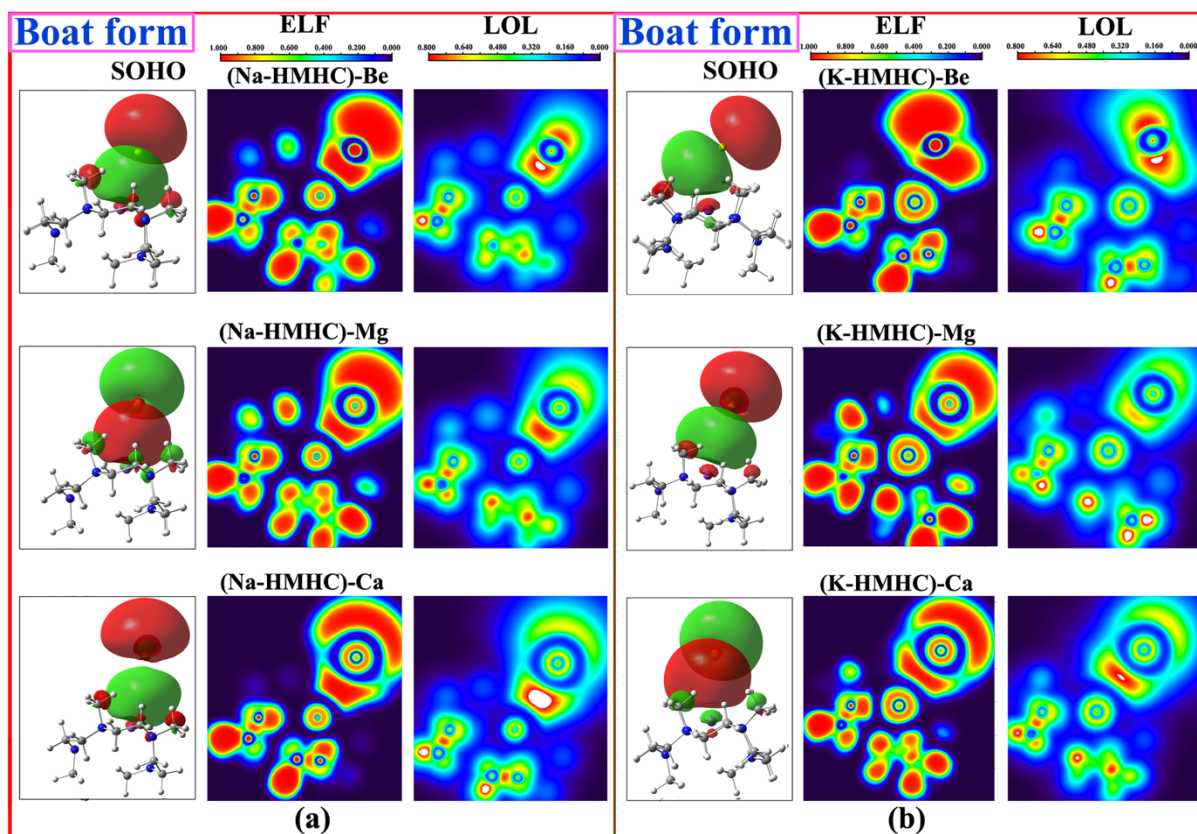 Boat form
ELF
LOL
1.000 0.800 0.600 0.400 0.200 0.000
0.800 0.640 0.480 0.320 0.160 0.000
SOHO
(Na-HMHC)-Be
(Na-HMHC)-Mg
(Na-HMHC)-Ca
(a)
Boat form
ELF
LOL
1.000 0.800 0.600 0.400 0.200 0.000
0.800 0.640 0.480 0.320 0.160 0.000
SOHO
(K-HMHC)-Be
(K-HMHC)-Mg
(K-HMHC)-Ca
(b)